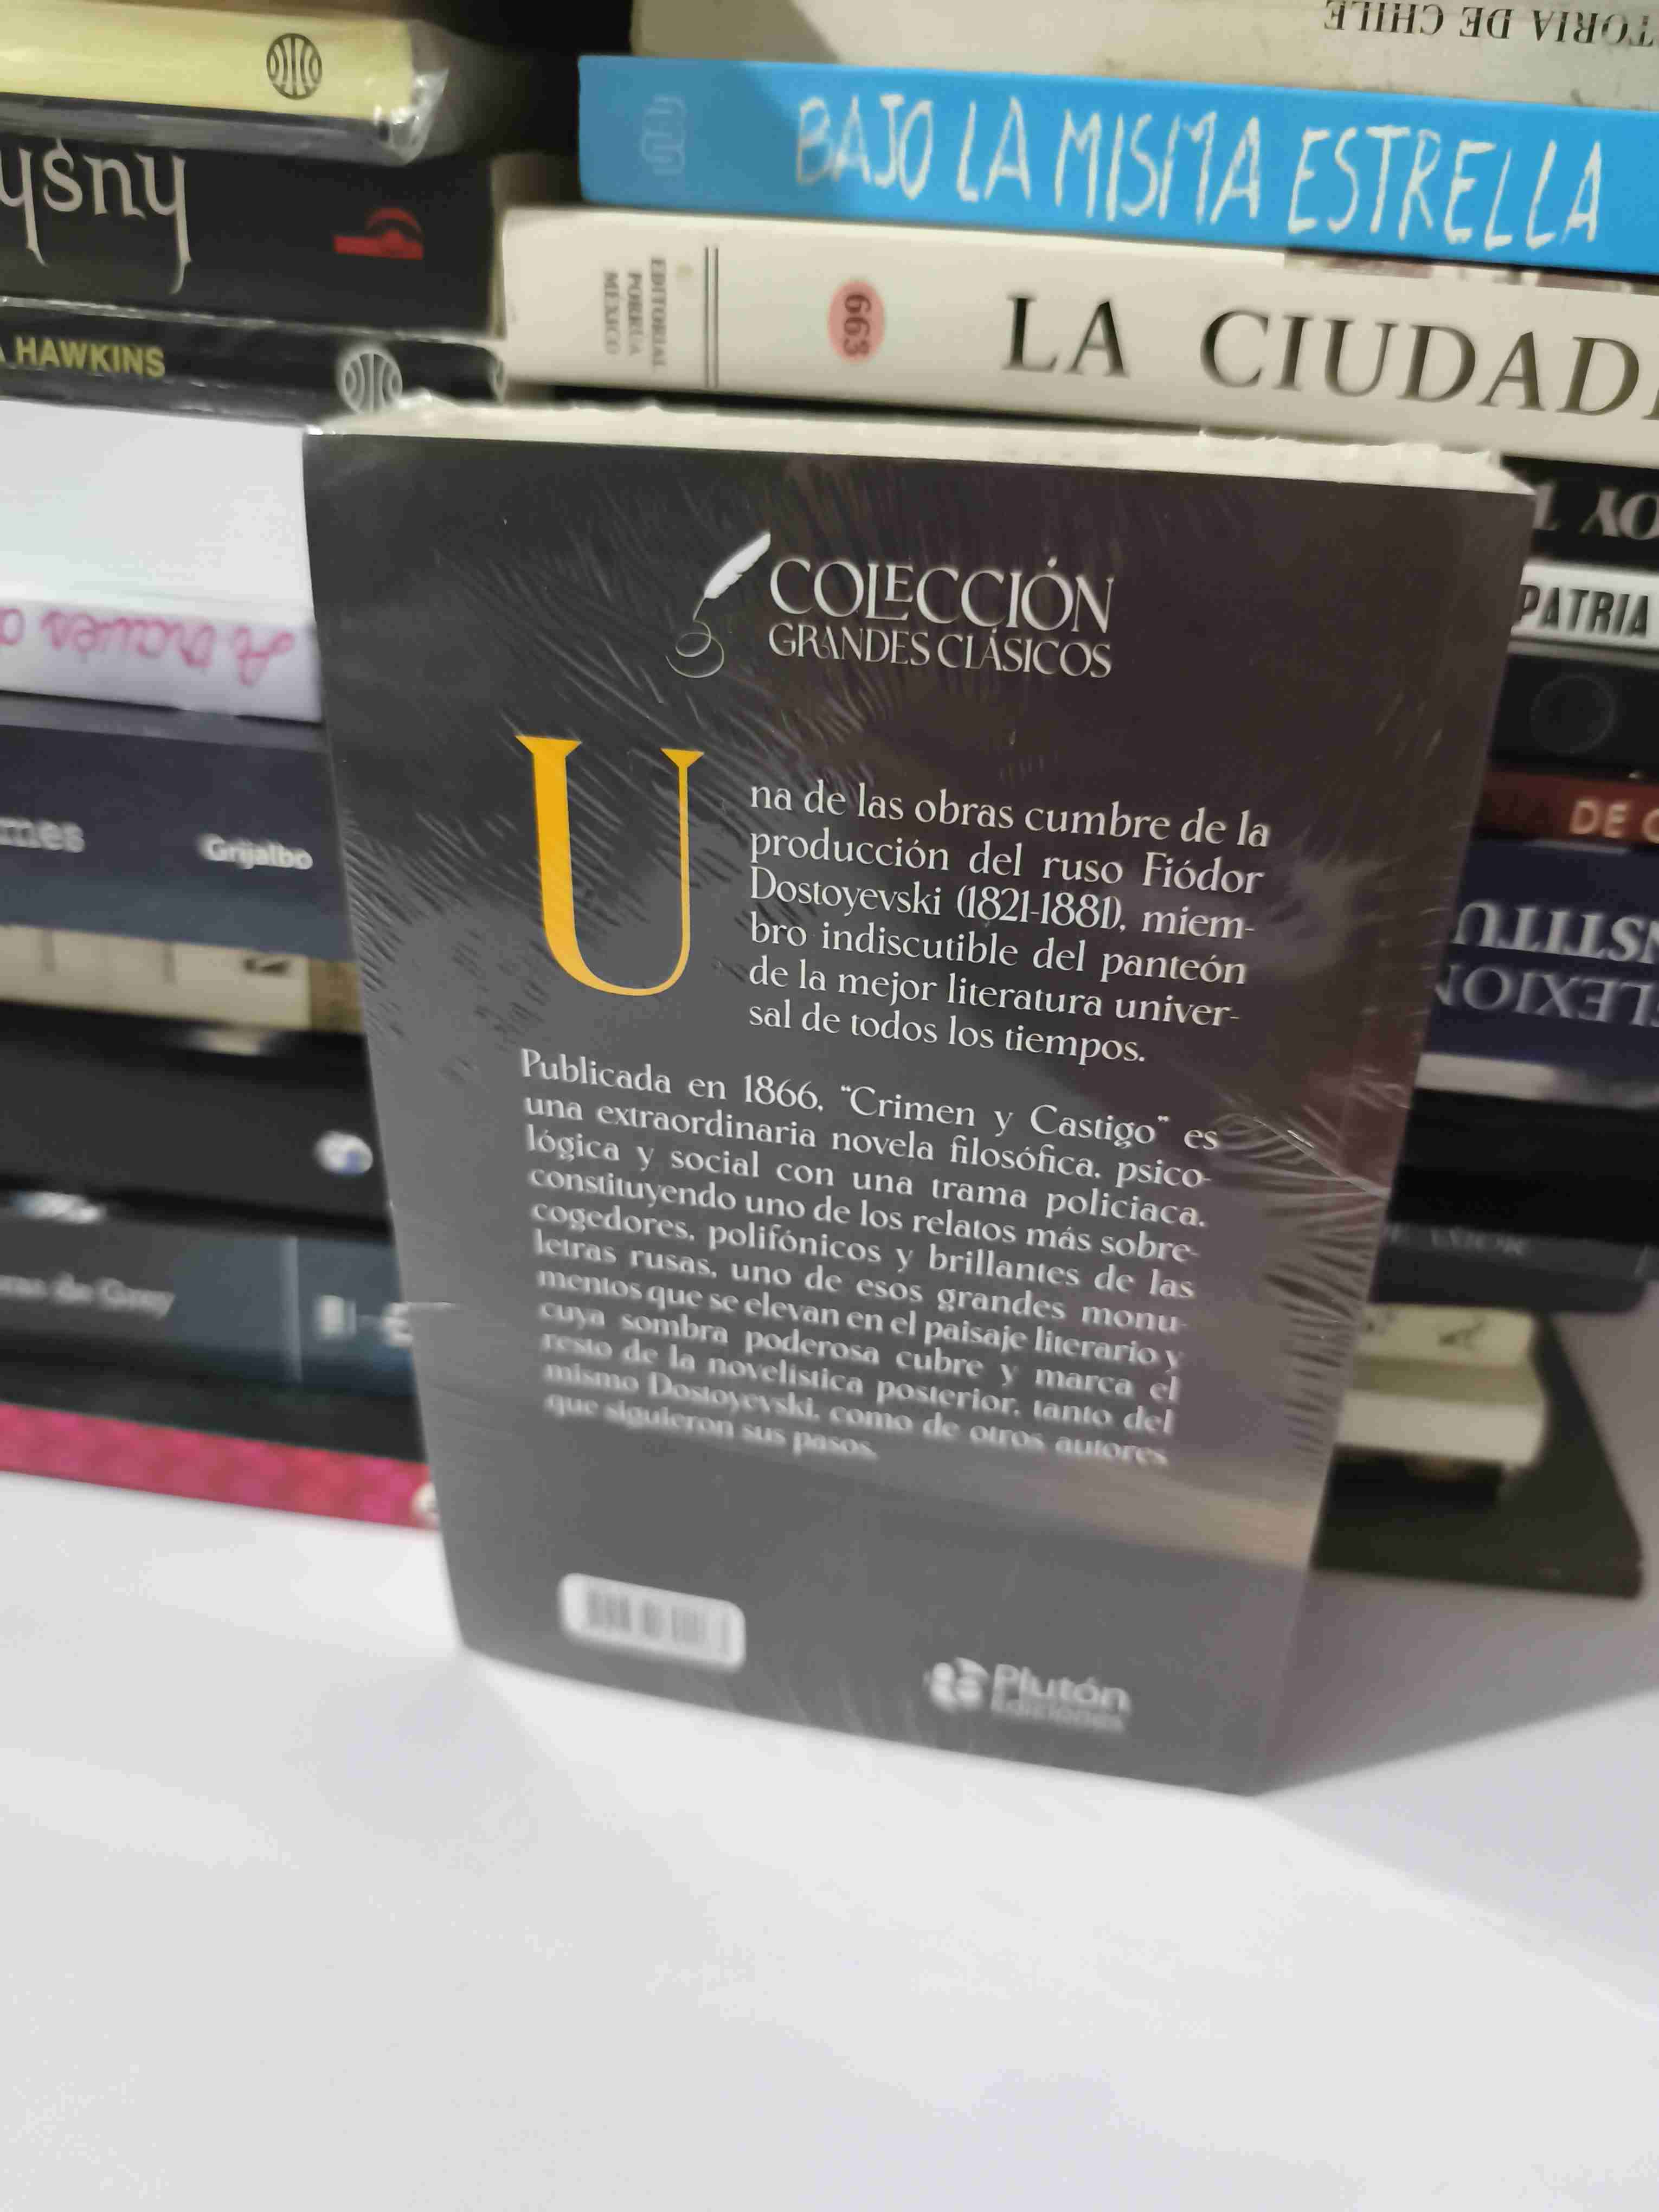 TORIA DE CHILE
BAJO LA MISMA ESTRELLA
ysny
EDITORIAL
PORRÚA
MÉXICO
663
LA CIUDAD
HAWKINS
OY
PATRIA
A través
DE
Grijalbo
mes
COLECCIÓN
GRANDES CLÁSICOS
Una de las obras cumbre de la
producción del ruso Fiódor
Dostoyevski (1821-1881), miem-
bro indiscutible del panteón
de la mejor literatura univer-
sal de todos los tiempos.
Publicada en 1866, “Crimen y Castigo” es
una extraordinaria novela filosófica, psico-
lógica y social con una trama policiaca,
constituyendo uno de los relatos más sobre-
cogedores, polifónicos y brillantes de las
letras rusas, uno de esos grandes monu-
mentos que se elevan en el paisaje literario y
cuya sombra poderosa cubre y marca el
resto de la novelística posterior, tanto del
mismo Dostoyevski, como de otros autores
que siguieron sus pasos.
Plutón
Ediciones